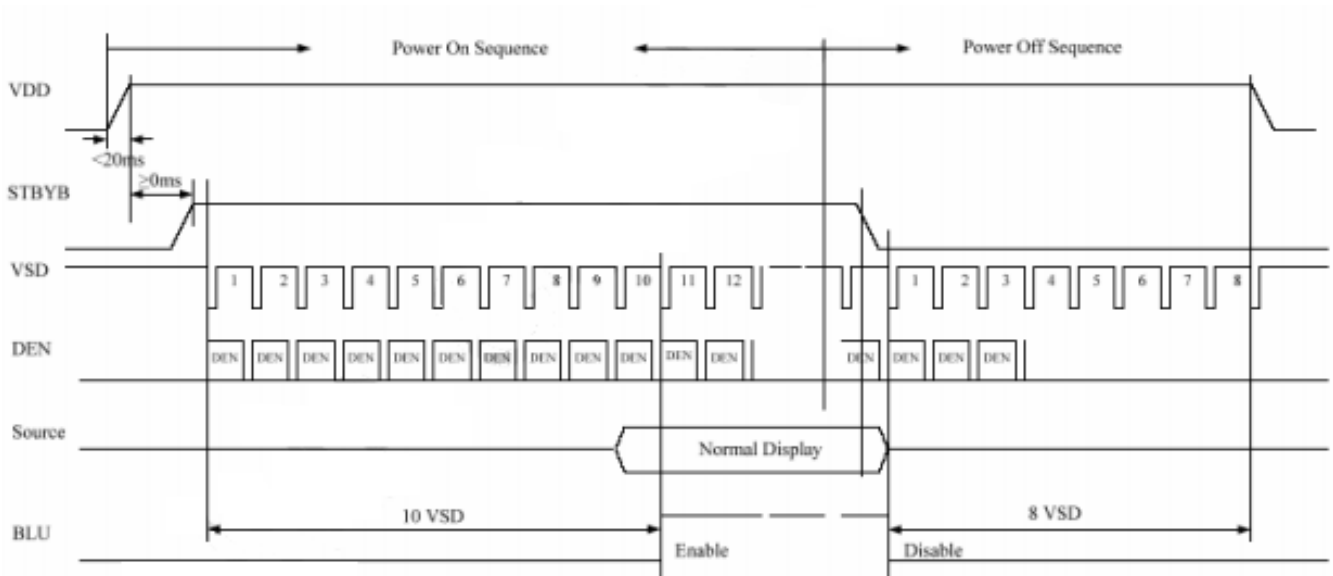 Power On Sequence
Power Off Sequence
VDD
<20ms
≥0ms
STBYB
VSD
1 2 3 4 5 6 7 8 9 10 11 12 1 2 3 4 5 6 7 8
DEN
DEN DEN DEN DEN DEN DEN DEN DEN DEN DEN DEN DEN DEN DEN DEN DEN
Source
Normal Display
10 VSD
8 VSD
BLU
Enable
Disable